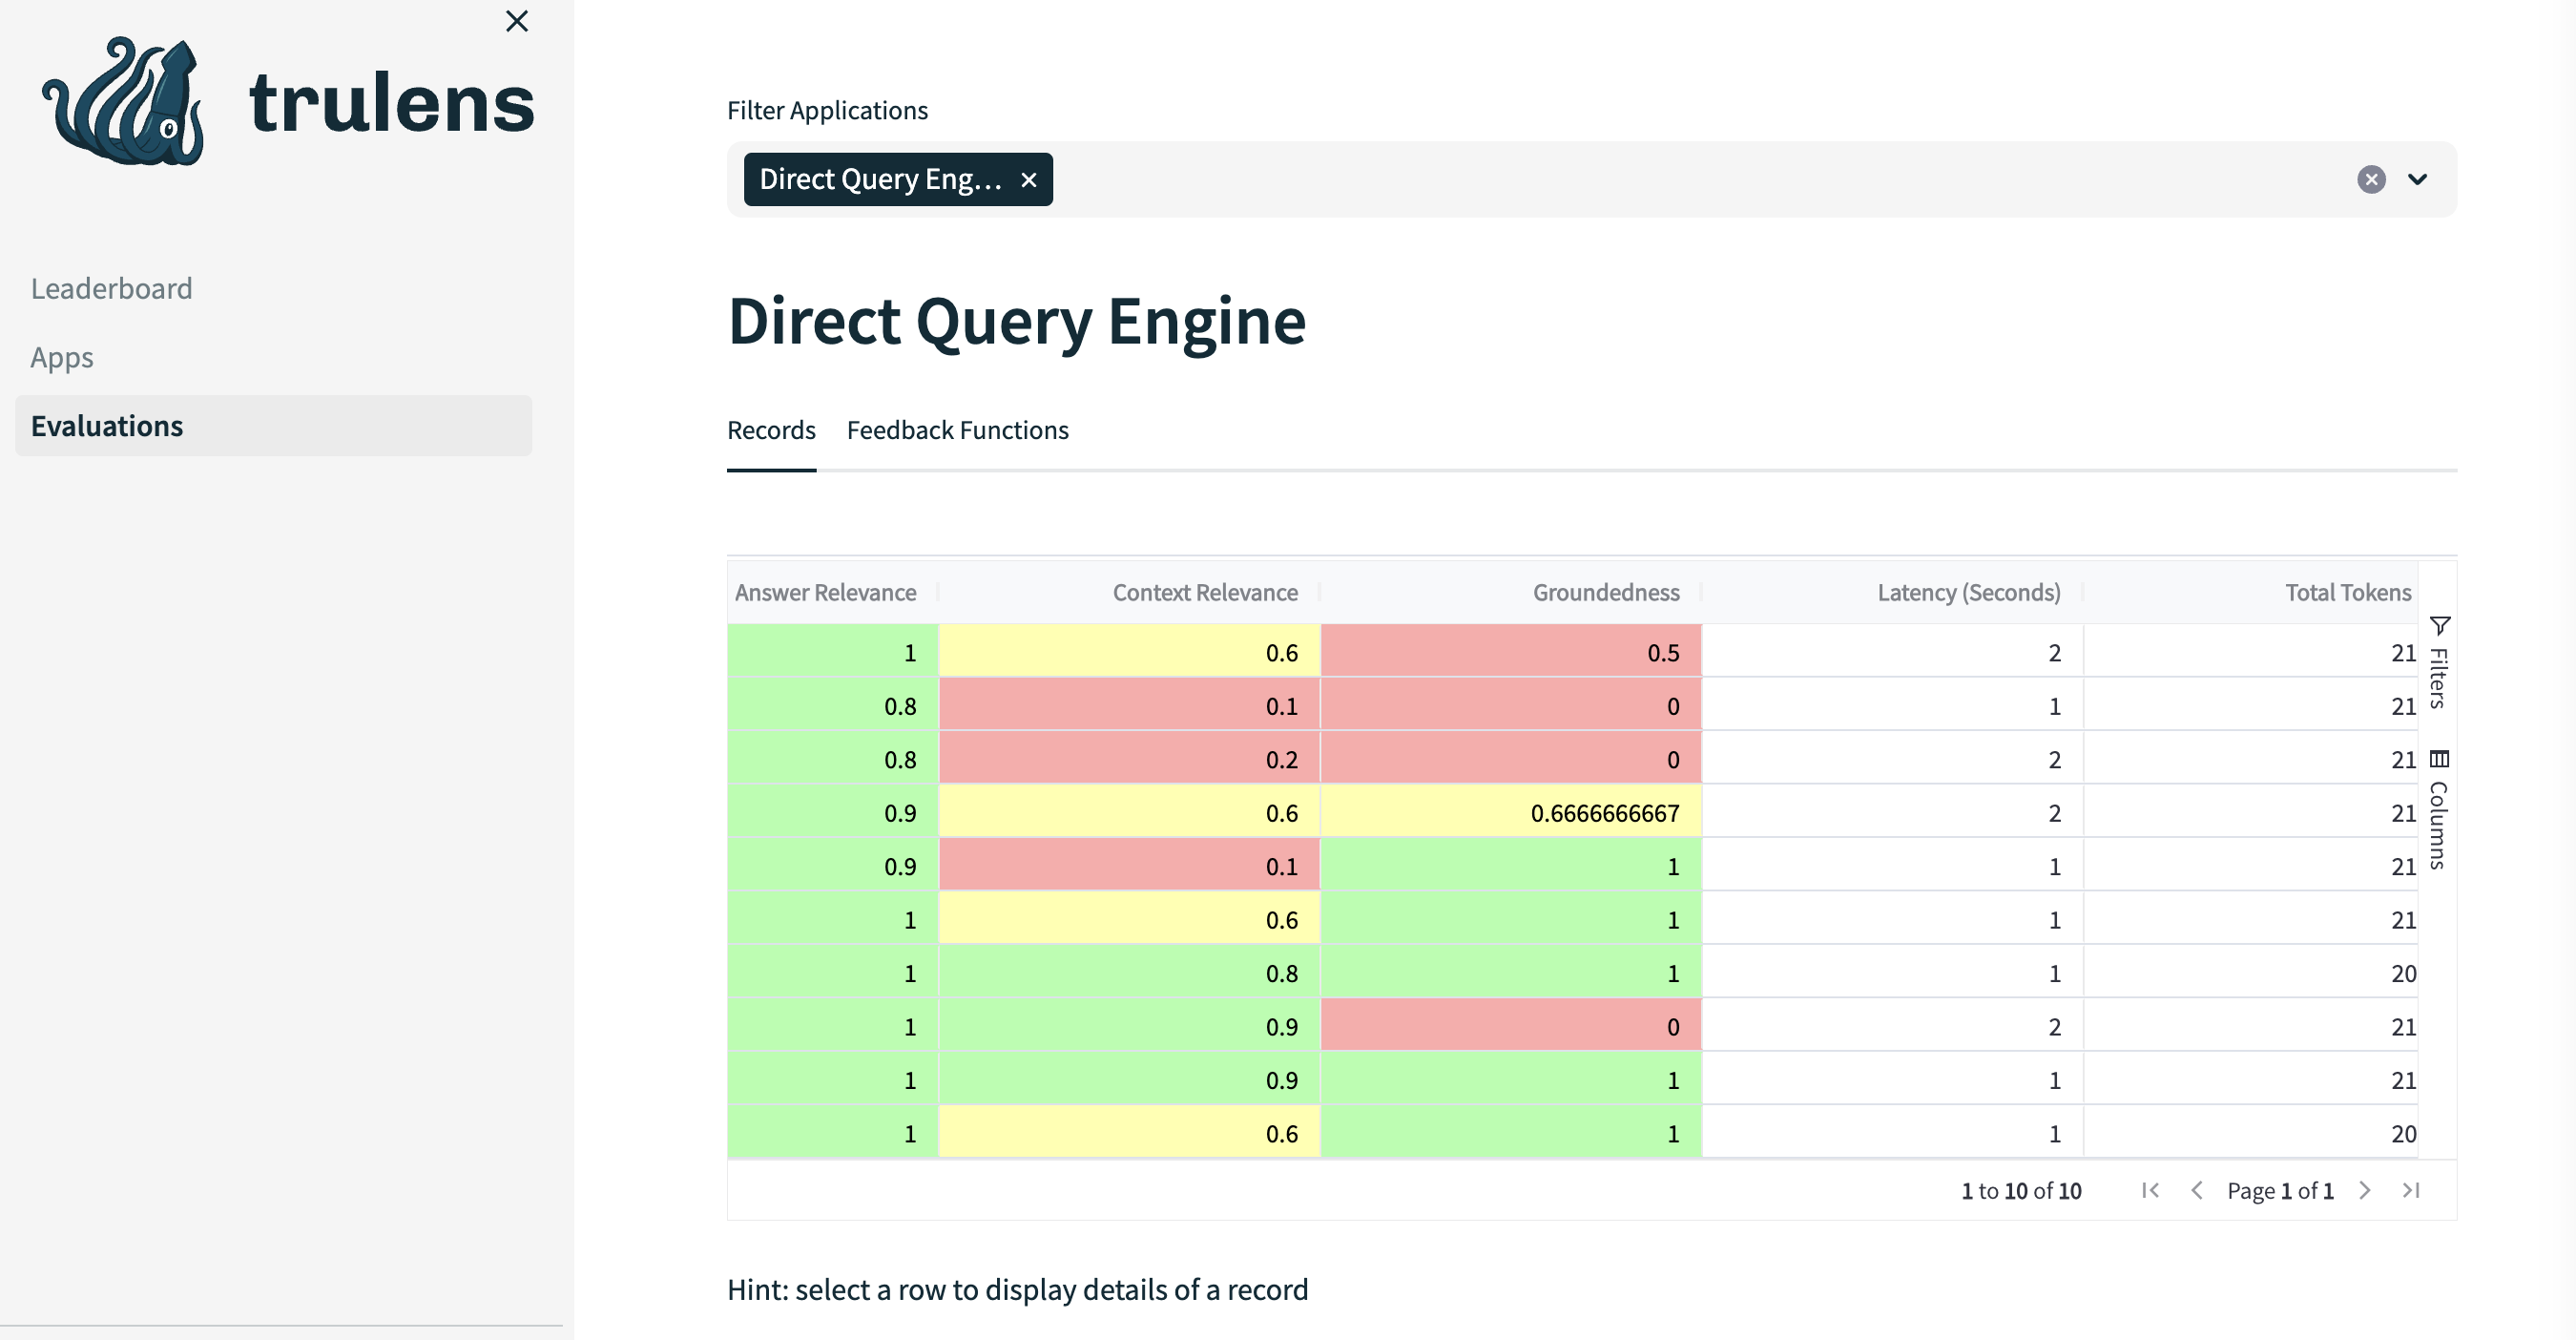 trulens
Leaderboard
Apps
Evaluations
Filter Applications
Direct Query Eng...
Direct Query Engine
Records Feedback Functions
Answer Relevance Context Relevance Groundedness Latency (Seconds) Total Tokens
1 0.6 0.5 2 21
0.8 0.1 0 1 21
0.8 0.2 0 2 21
0.9 0.6 0.6666666667 2 21
0.9 0.1 1 1 21
1 0.6 1 1 21
1 0.8 1 1 20
1 0.9 0 2 21
1 0.9 1 1 21
1 0.6 1 1 20
Filters
Columns
1 to 10 of 10 Page 1 of 1
Hint: select a row to display details of a record